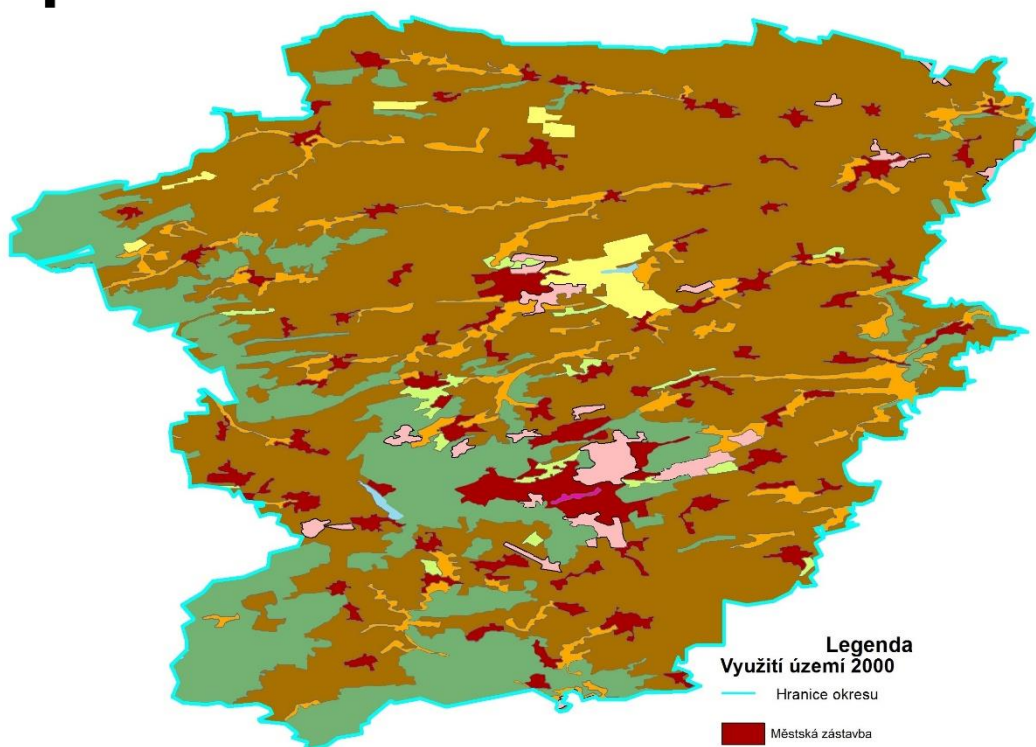 Legenda
Využití území 2000
Hranice okresu
Městská zástavba